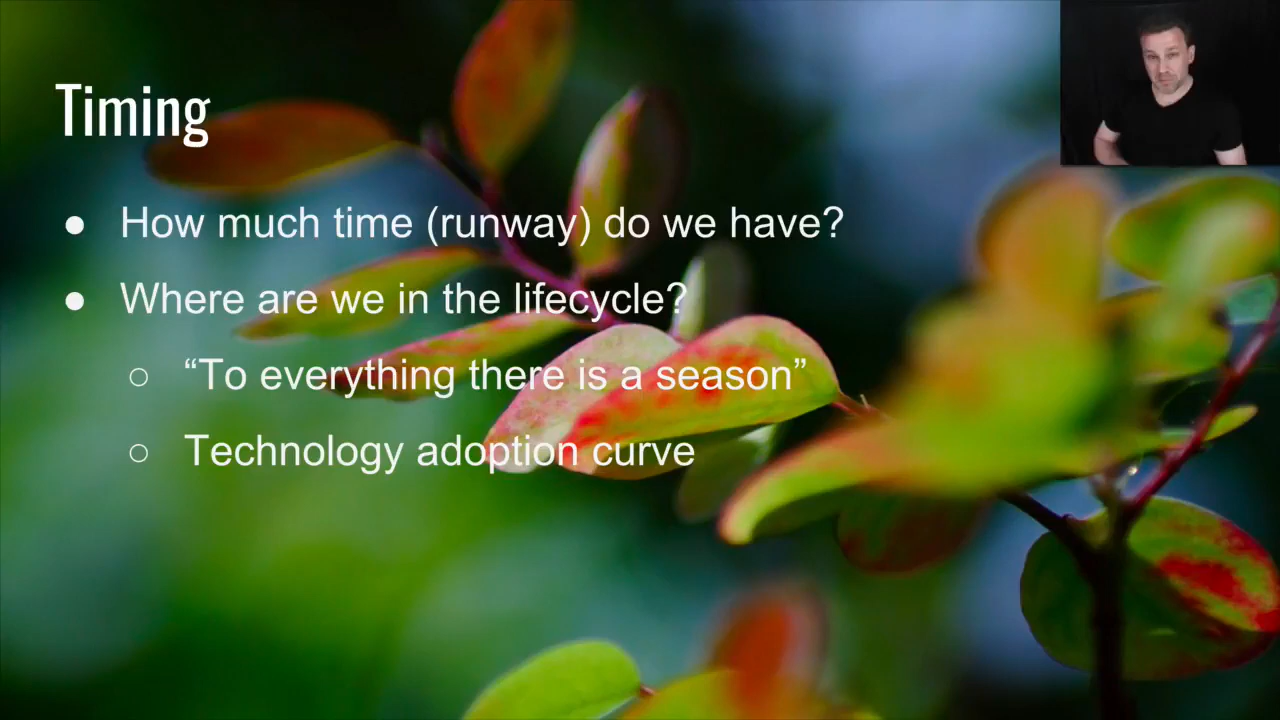 Timing
● How much time (runway) do we have?
● Where are we in the lifecycle?
○ “To everything there is a season”
○ Technology adoption curve